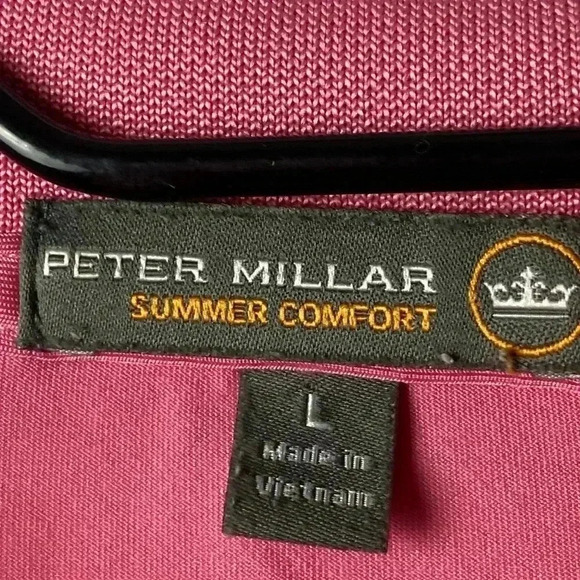 PETER MILLAR
SUMMER COMFORT
L
Made in
Vietnam